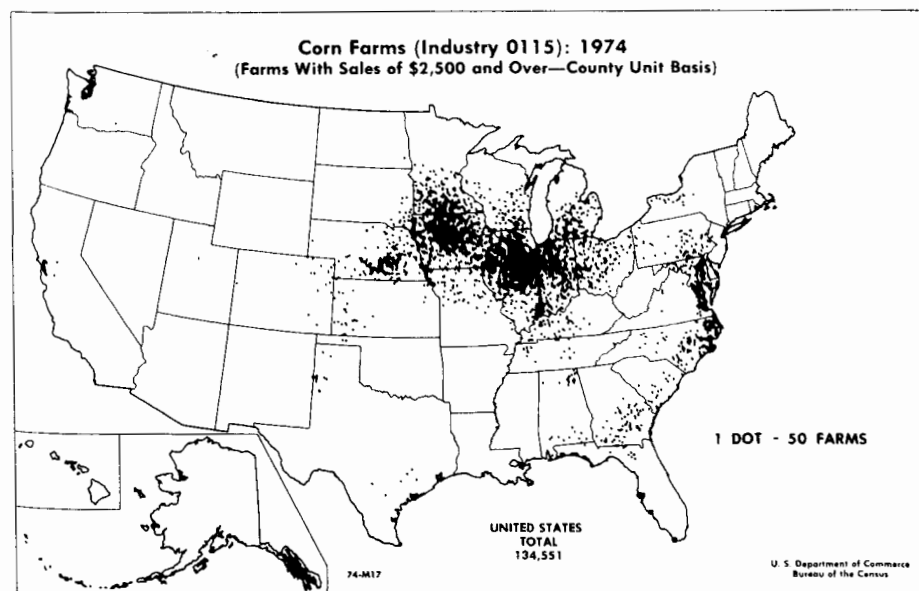 Corn Farms (Industry 0115): 1974
(Farms With Sales of $2,500 and Over—County Unit Basis)
1 DOT - 50 FARMS
UNITED STATES
TOTAL
134,551
74-M17
U. S. Department of Commerce
Bureau of the Census